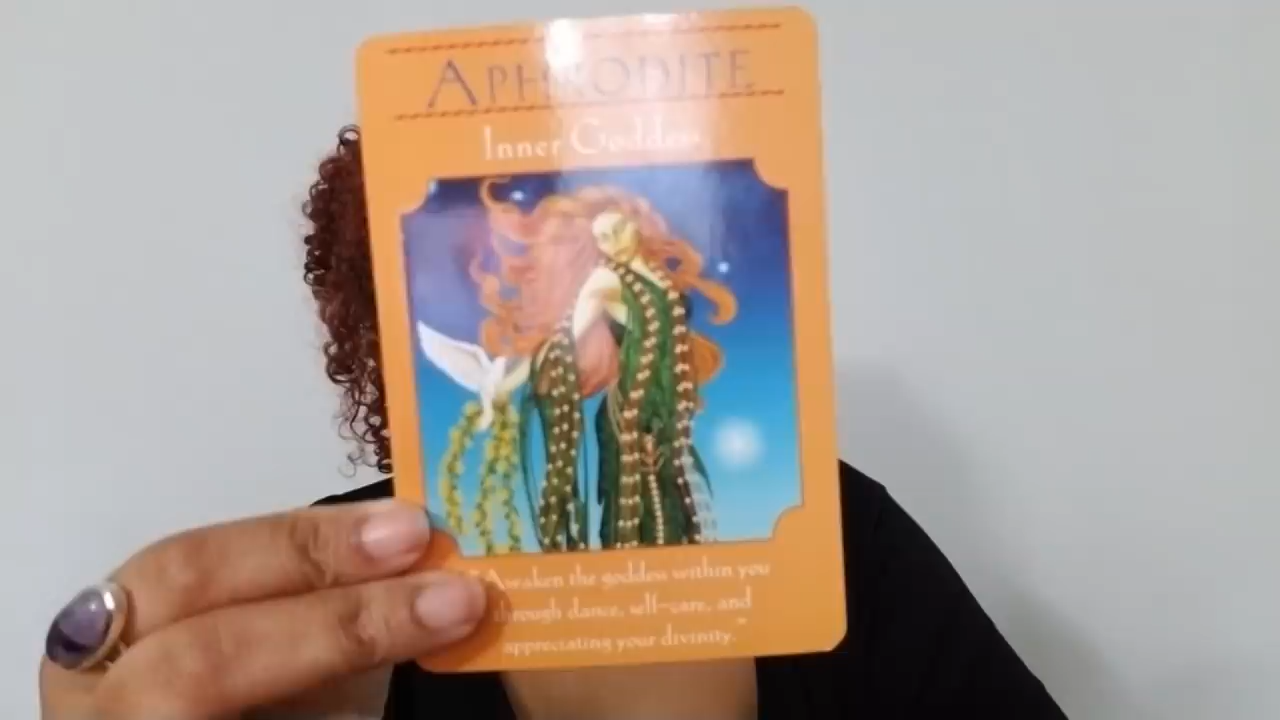 APHRODITE
Inner Goddess
"Awaken the goddess within you
through dance, self-care, and
appreciating your divinity."